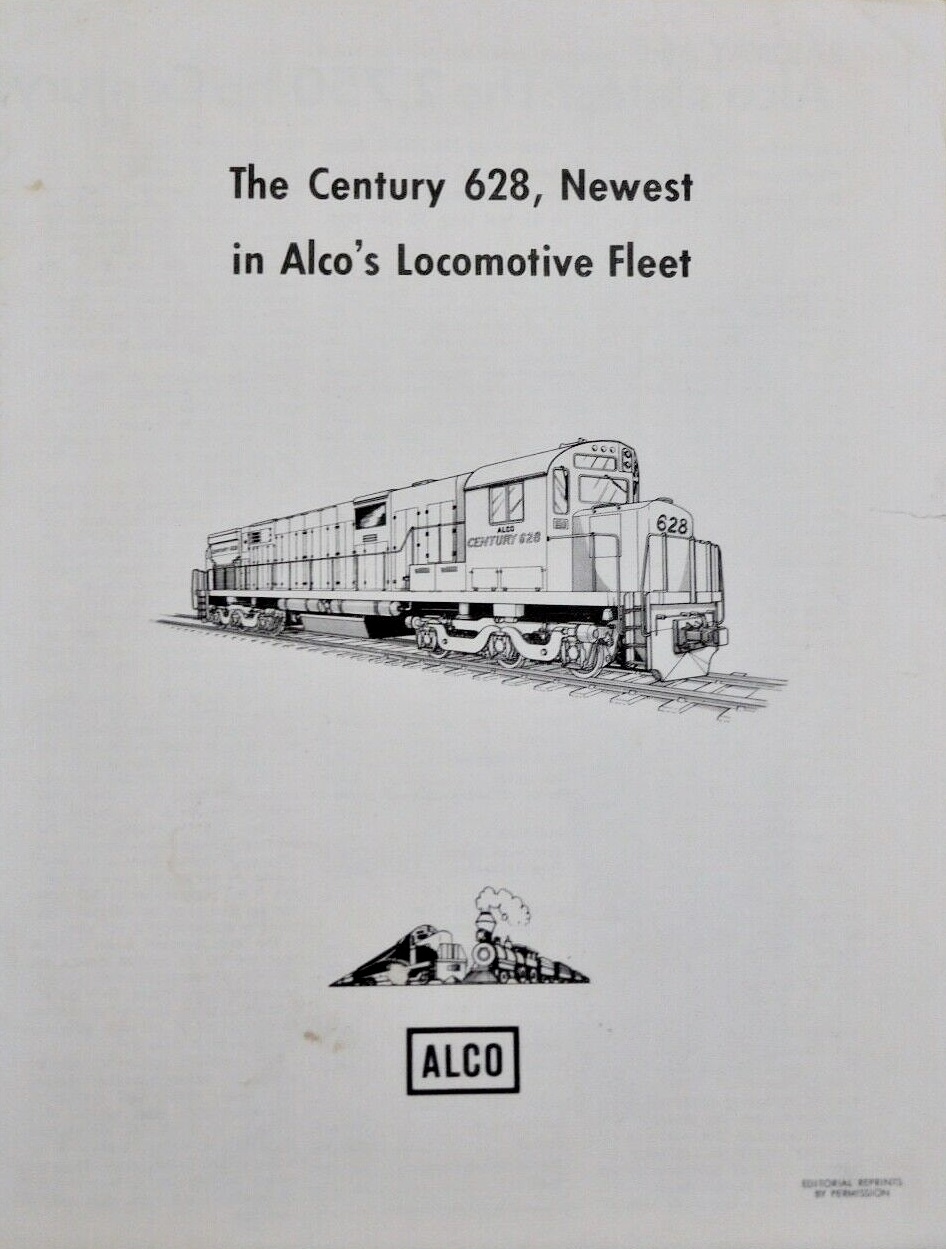 The Century 628, Newest
in Alco's Locomotive Fleet
628
ALCO
CENTURY 628
ALCO
EDITORIAL REPRINTS
BY PERMISSION